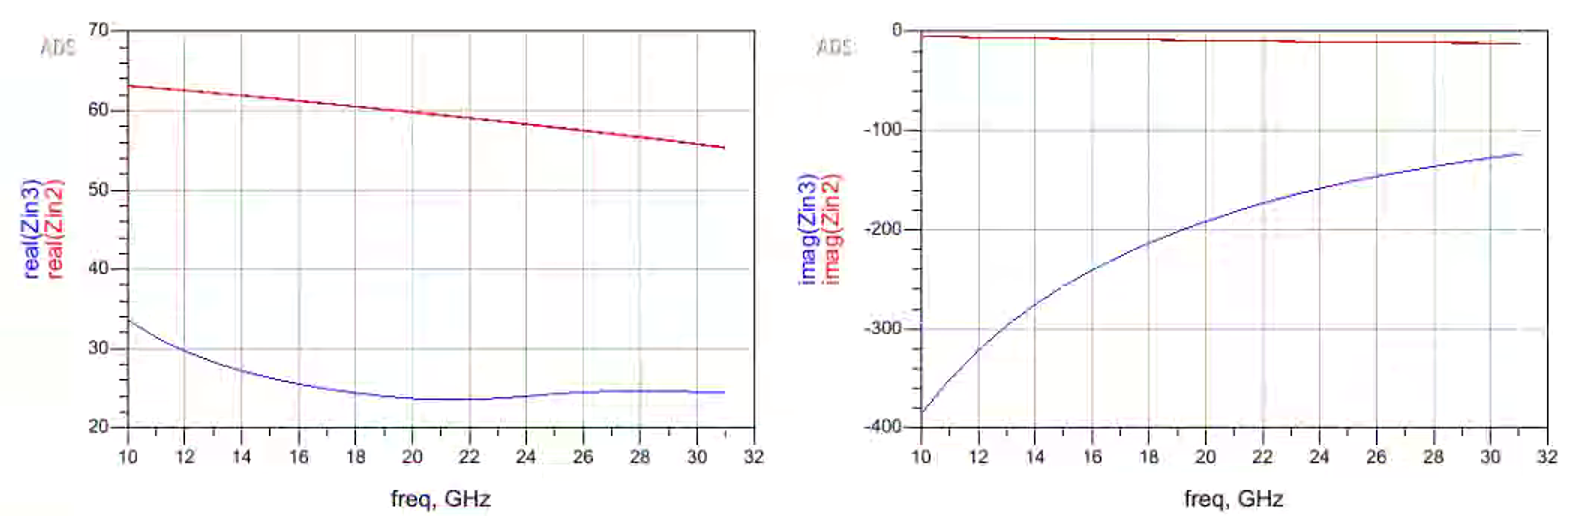 ADS
70
60
50
40
30
20
real(Zin3)
real(Zin2)
10 12 14 16 18 20 22 24 26 28 30 32
freq, GHz
ADS
0
-100
-200
-300
-400
imag(Zin3)
imag(Zin2)
10 12 14 16 18 20 22 24 26 28 30 32
freq, GHz